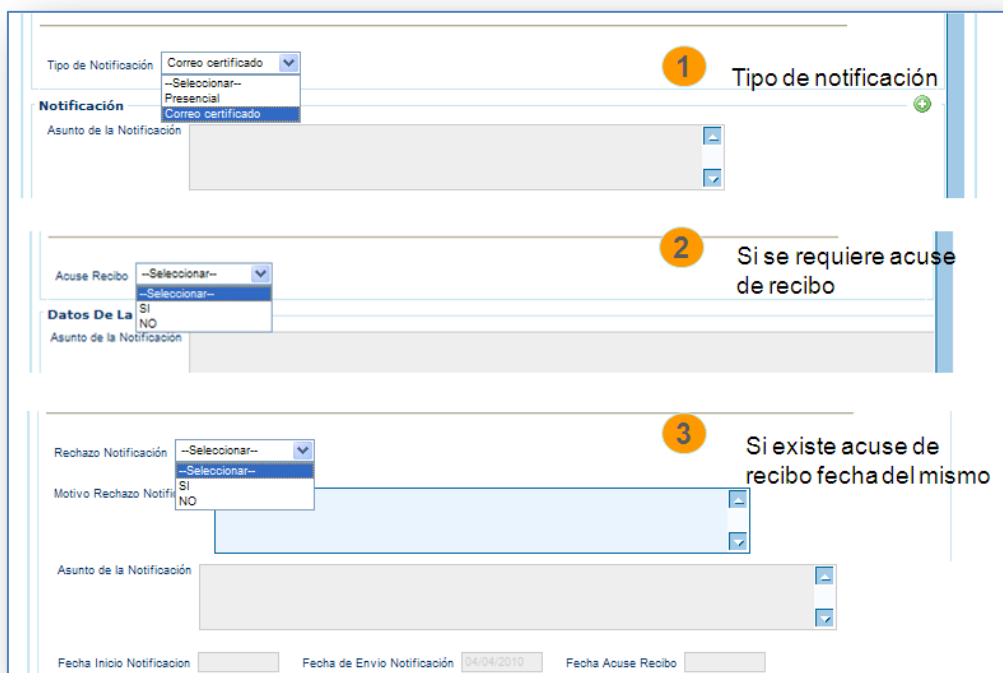 Tipo de Notificación Correo certificado
--Seleccionar--
Presencial
Correo certificado
1 Tipo de notificación
Notificación
Asunto de la Notificación
Acuse Recibo --Seleccionar--
--Seleccionar--
SI
NO
2 Si se requiere acuse
de recibo
Datos De La
Asunto de la Notificación
Rechazo Notificación --Seleccionar--
--Seleccionar--
SI
NO
3 Si existe acuse de
recibo fecha del mismo
Motivo Rechazo Notifi
Asunto de la Notificación
Fecha Inicio Notificacion Fecha de Envio Notificación 04/04/2010 Fecha Acuse Recibo